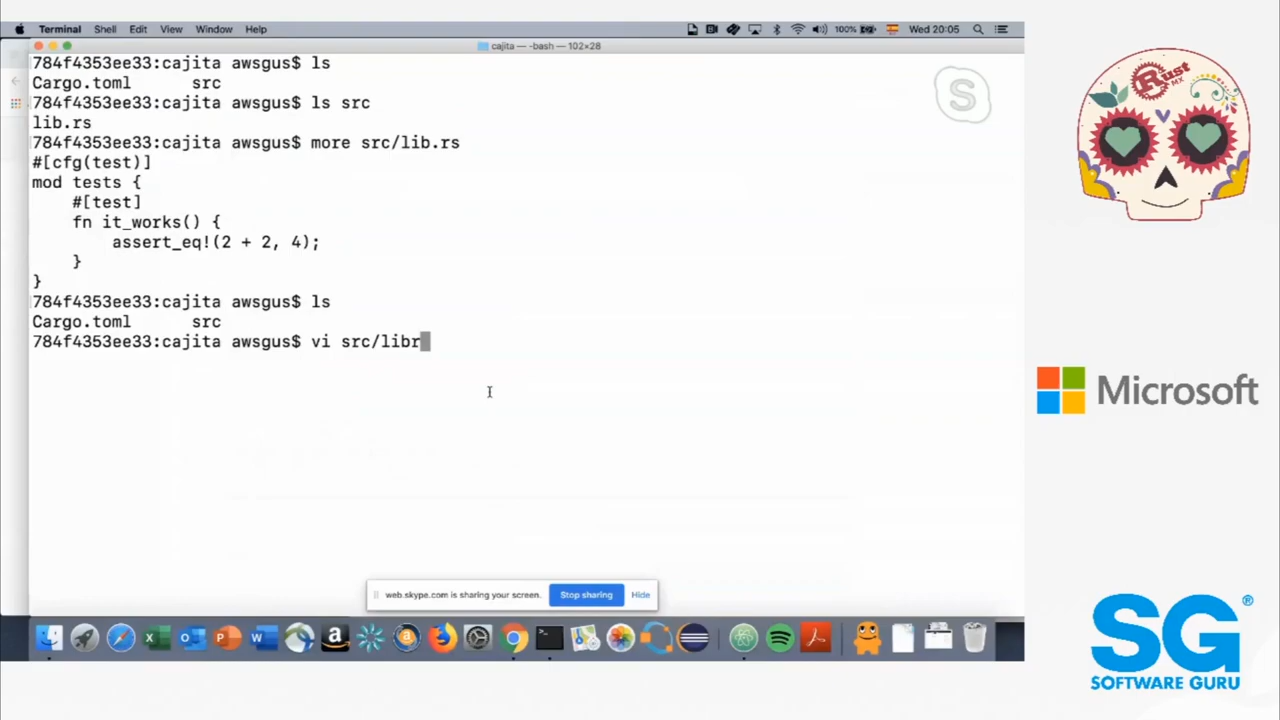 Terminal Shell Edit View Window Help 100% Wed 20:05
cajita — -bash — 102×28
784f4353ee33:cajita awsgus$ ls
Cargo.toml src
784f4353ee33:cajita awsgus$ ls src
lib.rs
784f4353ee33:cajita awsgus$ more src/lib.rs
#[cfg(test)]
mod tests {
#[test]
fn it_works() {
assert_eq!(2 + 2, 4);
}
}
784f4353ee33:cajita awsgus$ ls
Cargo.toml src
784f4353ee33:cajita awsgus$ vi src/libr
web.skype.com is sharing your screen. Stop sharing Hide
Rust MX
Microsoft
SG®
SOFTWARE GURU